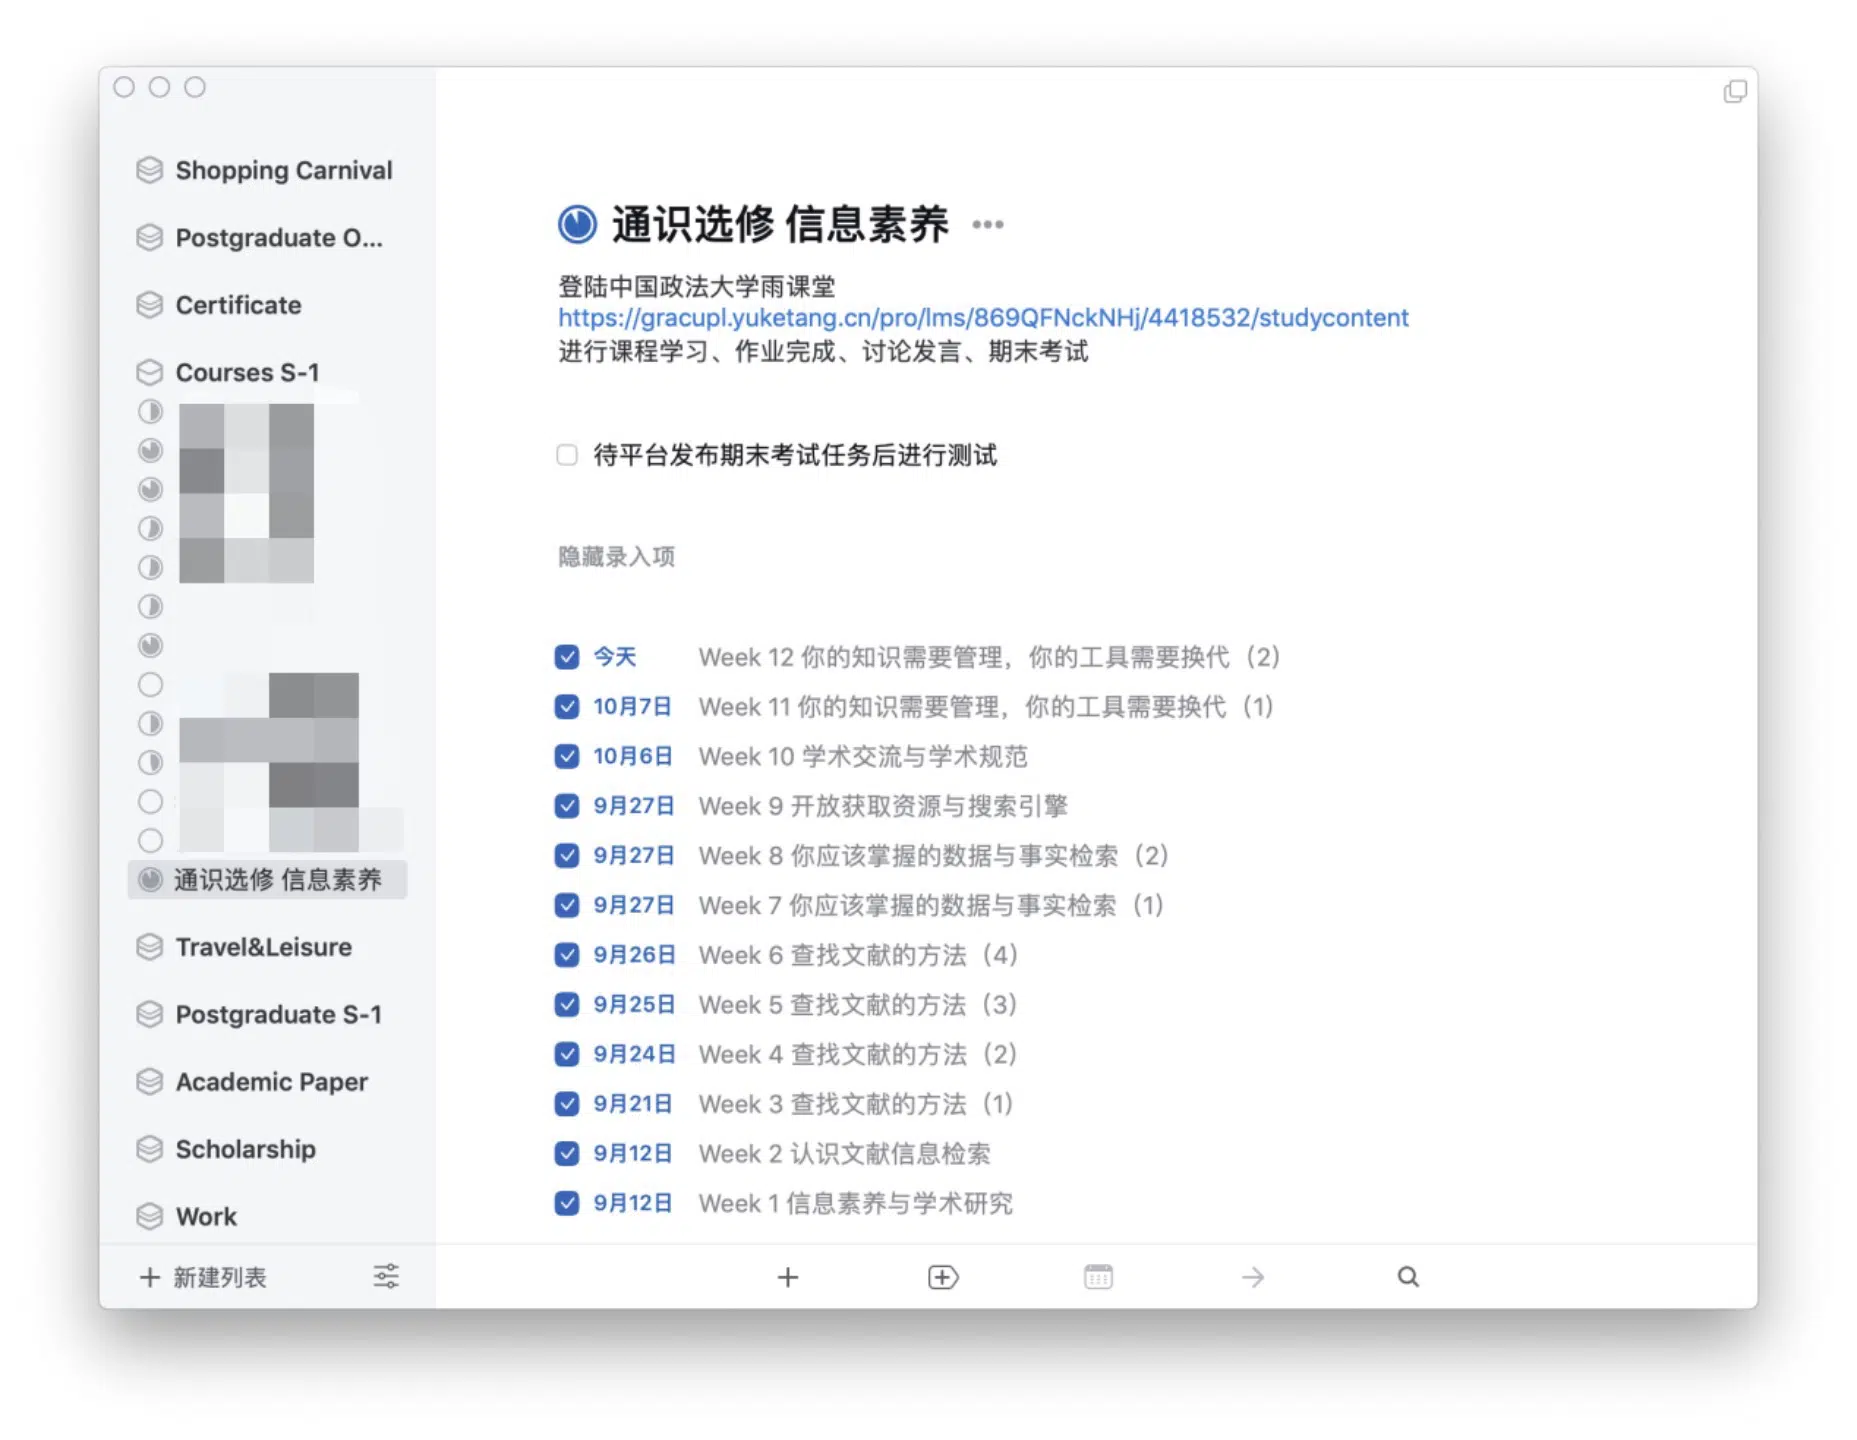 Shopping Carnival
Postgraduate O...
Certificate
Courses S-1
通识选修 信息素养
Travel&Leisure
Postgraduate S-1
Academic Paper
Scholarship
Work
新建列表
通识选修 信息素养
登陆中国政法大学雨课堂
https://gracupl.yuketang.cn/pro/lms/869QFNckNHj/4418532/studycontent
进行课程学习、作业完成、讨论发言、期末考试
待平台发布期末考试任务后进行测试
隐藏录入项
今天 Week 12 你的知识需要管理，你的工具需要换代（2）
10月7日 Week 11 你的知识需要管理，你的工具需要换代（1）
10月6日 Week 10 学术交流与学术规范
9月27日 Week 9 开放获取资源与搜索引擎
9月27日 Week 8 你应该掌握的数据与事实检索（2）
9月27日 Week 7 你应该掌握的数据与事实检索（1）
9月26日 Week 6 查找文献的方法（4）
9月25日 Week 5 查找文献的方法（3）
9月24日 Week 4 查找文献的方法（2）
9月21日 Week 3 查找文献的方法（1）
9月12日 Week 2 认识文献信息检索
9月12日 Week 1 信息素养与学术研究